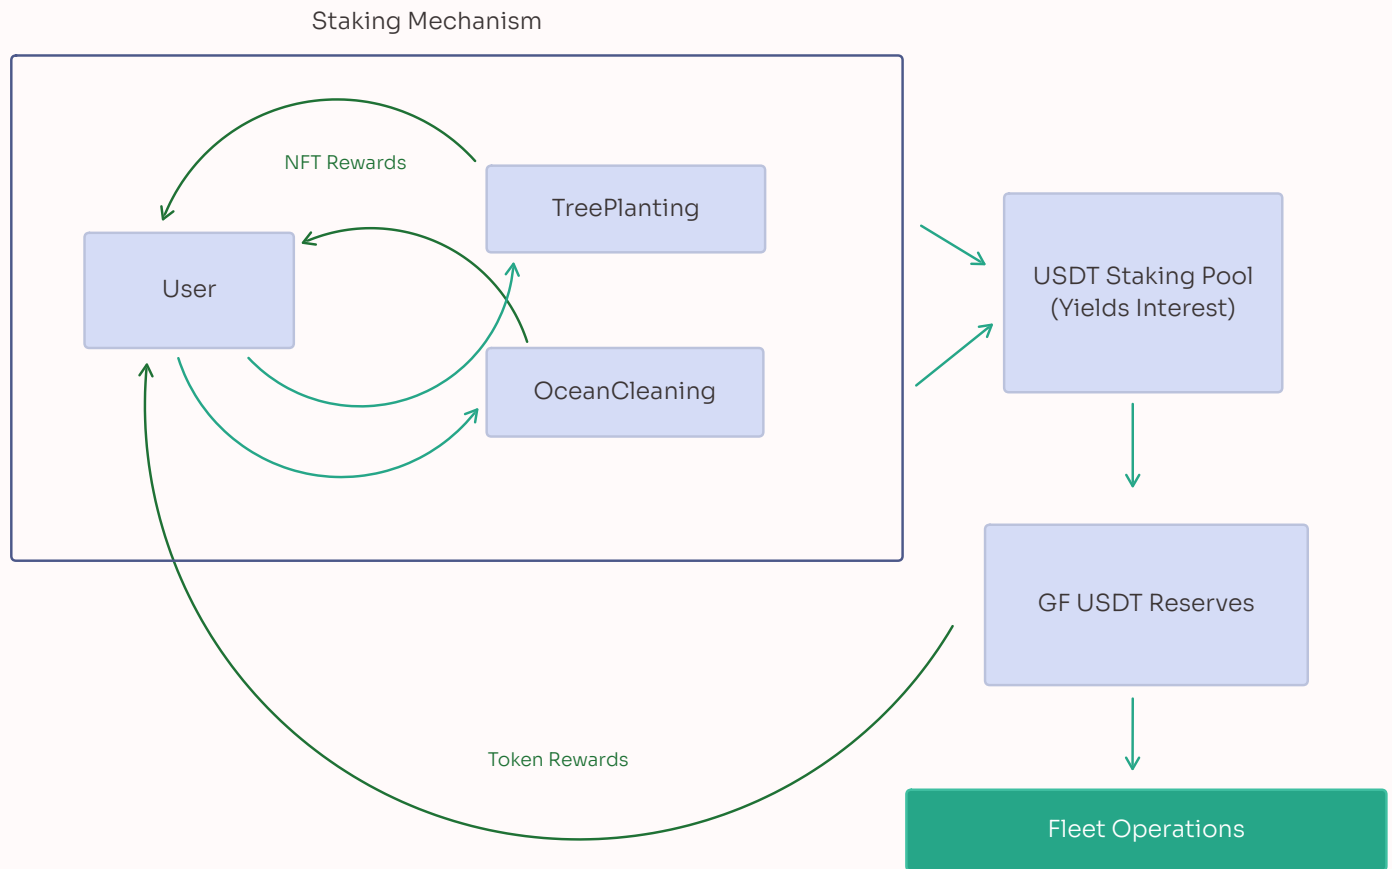 Staking Mechanism
NFT Rewards
TreePlanting
User
OceanCleaning
USDT Staking Pool
(Yields Interest)
GF USDT Reserves
Token Rewards
Fleet Operations